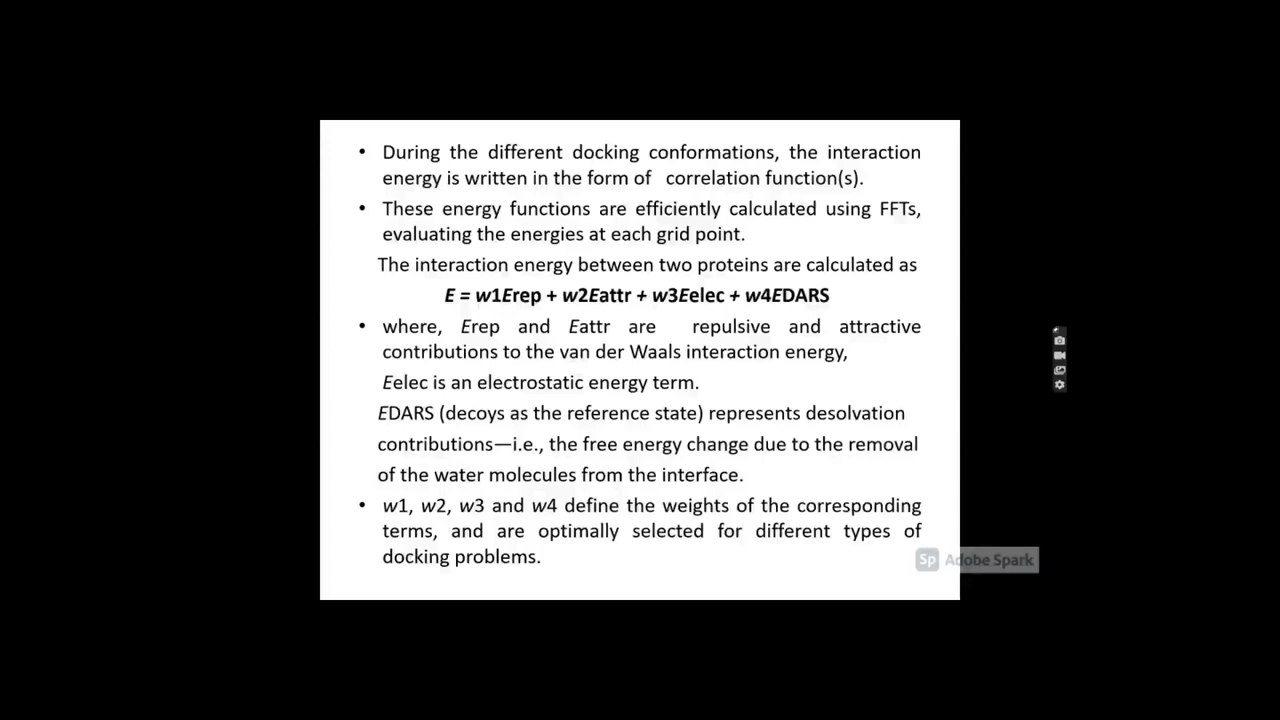 • During the different docking conformations, the interaction
energy is written in the form of correlation function(s).
• These energy functions are efficiently calculated using FFTs,
evaluating the energies at each grid point.
The interaction energy between two proteins are calculated as
E = w1Erep + w2Eattr + w3Eelec + w4EDARS
• where, Erep and Eattr are repulsive and attractive
contributions to the van der Waals interaction energy,
Eelec is an electrostatic energy term.
EDARS (decoys as the reference state) represents desolvation
contributions—i.e., the free energy change due to the removal
of the water molecules from the interface.
• w1, w2, w3 and w4 define the weights of the corresponding
terms, and are optimally selected for different types of
docking problems.
Sp Adobe Spark